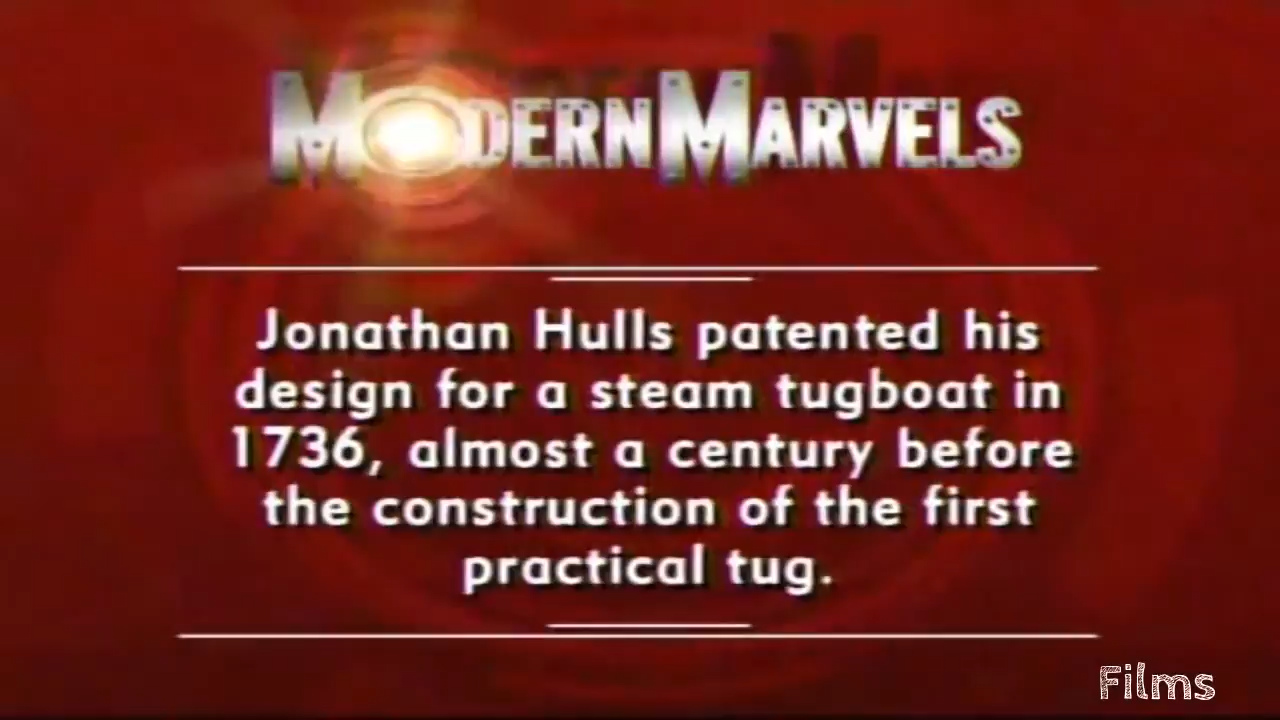 MODERN MARVELS
Jonathan Hulls patented his
design for a steam tugboat in
1736, almost a century before
the construction of the first
practical tug.
Films